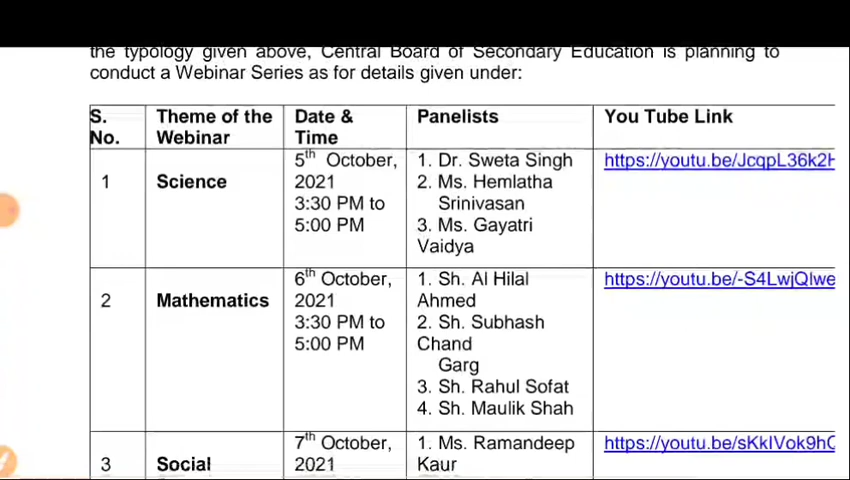 the typology given above, Central Board of Secondary Education is planning to
conduct a Webinar Series as for details given under:
S. No. Theme of the Webinar Date & Time Panelists You Tube Link
1
Science
5th October,
2021
3:30 PM to
5:00 PM
1. Dr. Sweta Singh
2. Ms. Hemlatha
Srinivasan
3. Ms. Gayatri
Vaidya
https://youtu.be/JcqpL36k2H
2
Mathematics
6th October,
2021
3:30 PM to
5:00 PM
1. Sh. Al Hilal
Ahmed
2. Sh. Subhash
Chand
Garg
3. Sh. Rahul Sofat
4. Sh. Maulik Shah
https://youtu.be/-S4LwjQlwe
3
Social
7th October,
2021
1. Ms. Ramandeep
Kaur
https://youtu.be/sKkIVok9hC